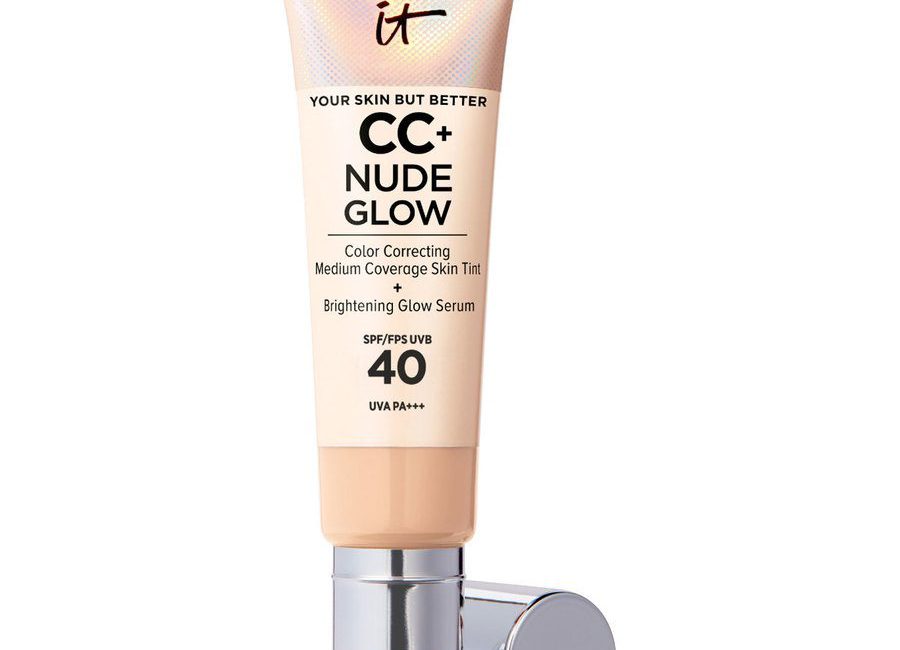 it
YOUR SKIN BUT BETTER
CC+
NUDE
GLOW
Color Correcting
Medium Coverage Skin Tint
+
Brightening Glow Serum
SPF/FPS UVB
40
UVA PA+++